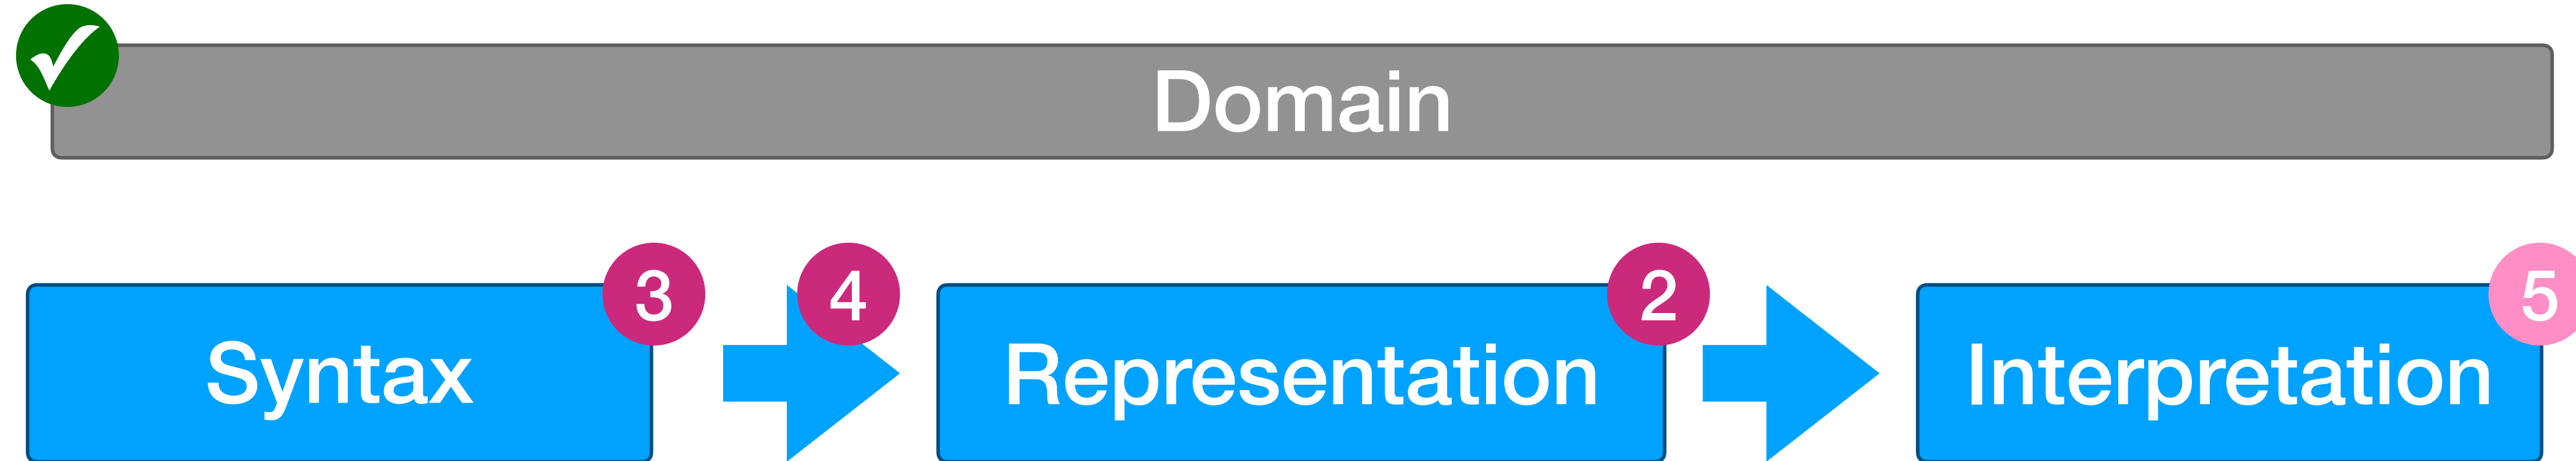 Domain
3
4
2
5
Syntax
Representation
Interpretation